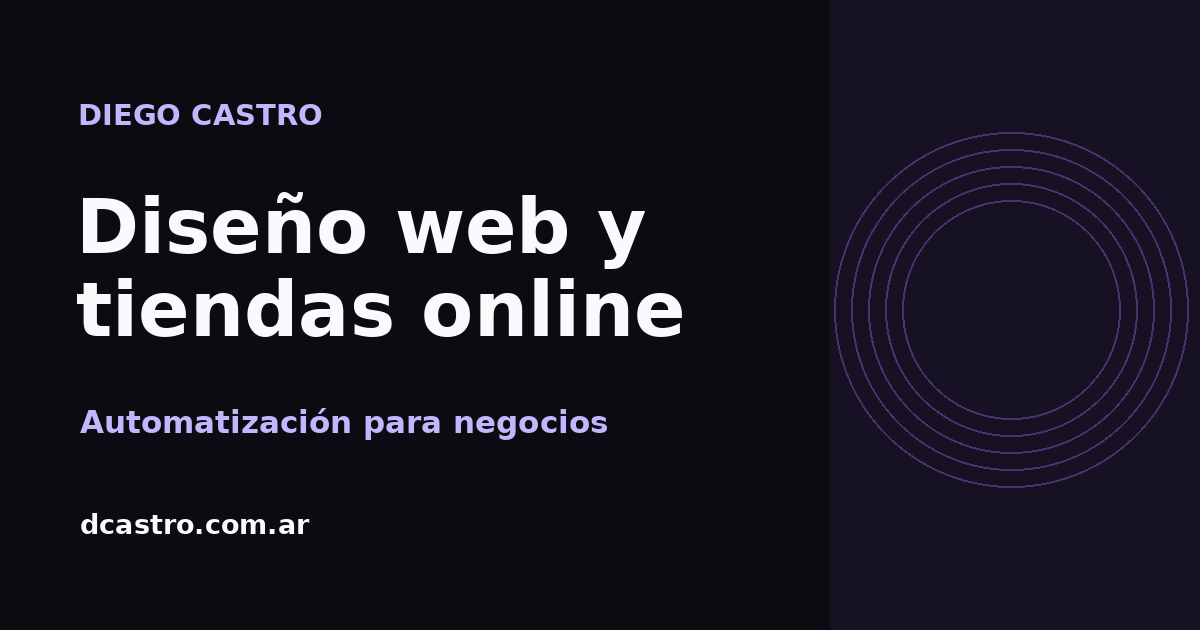 DIEGO CASTRO
Diseño web y
tiendas online
Automatización para negocios
dcastro.com.ar